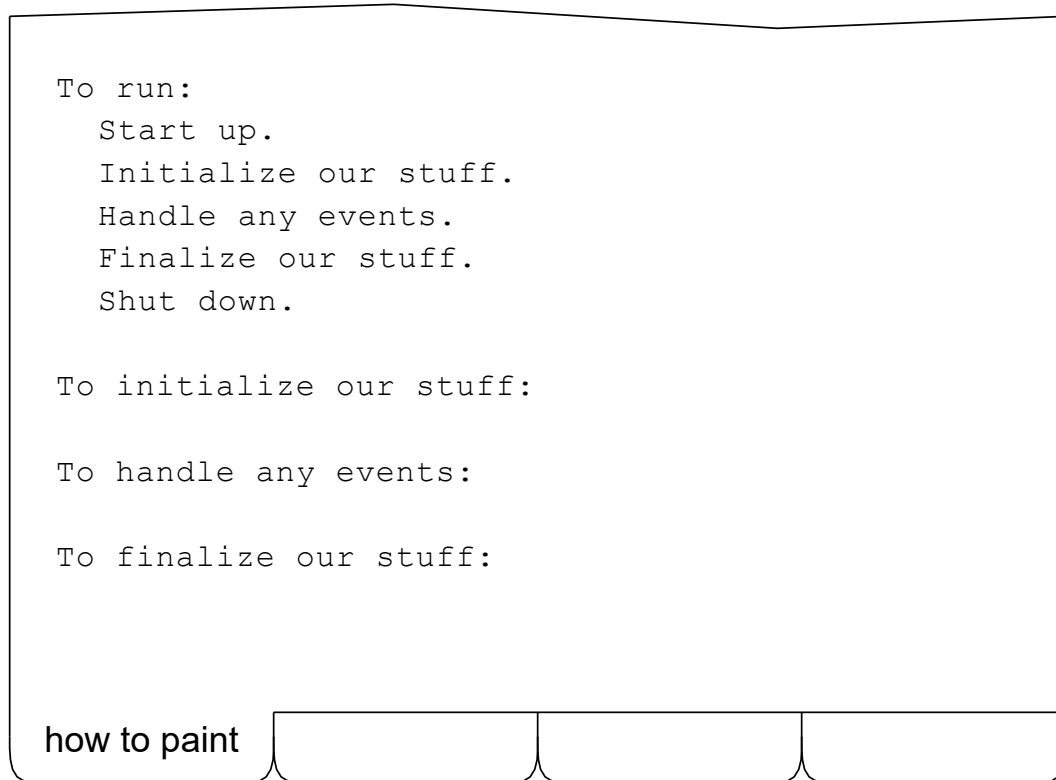 To run:
Start up.
Initialize our stuff.
Handle any events.
Finalize our stuff.
Shut down.
To initialize our stuff:
To handle any events:
To finalize our stuff:
how to paint